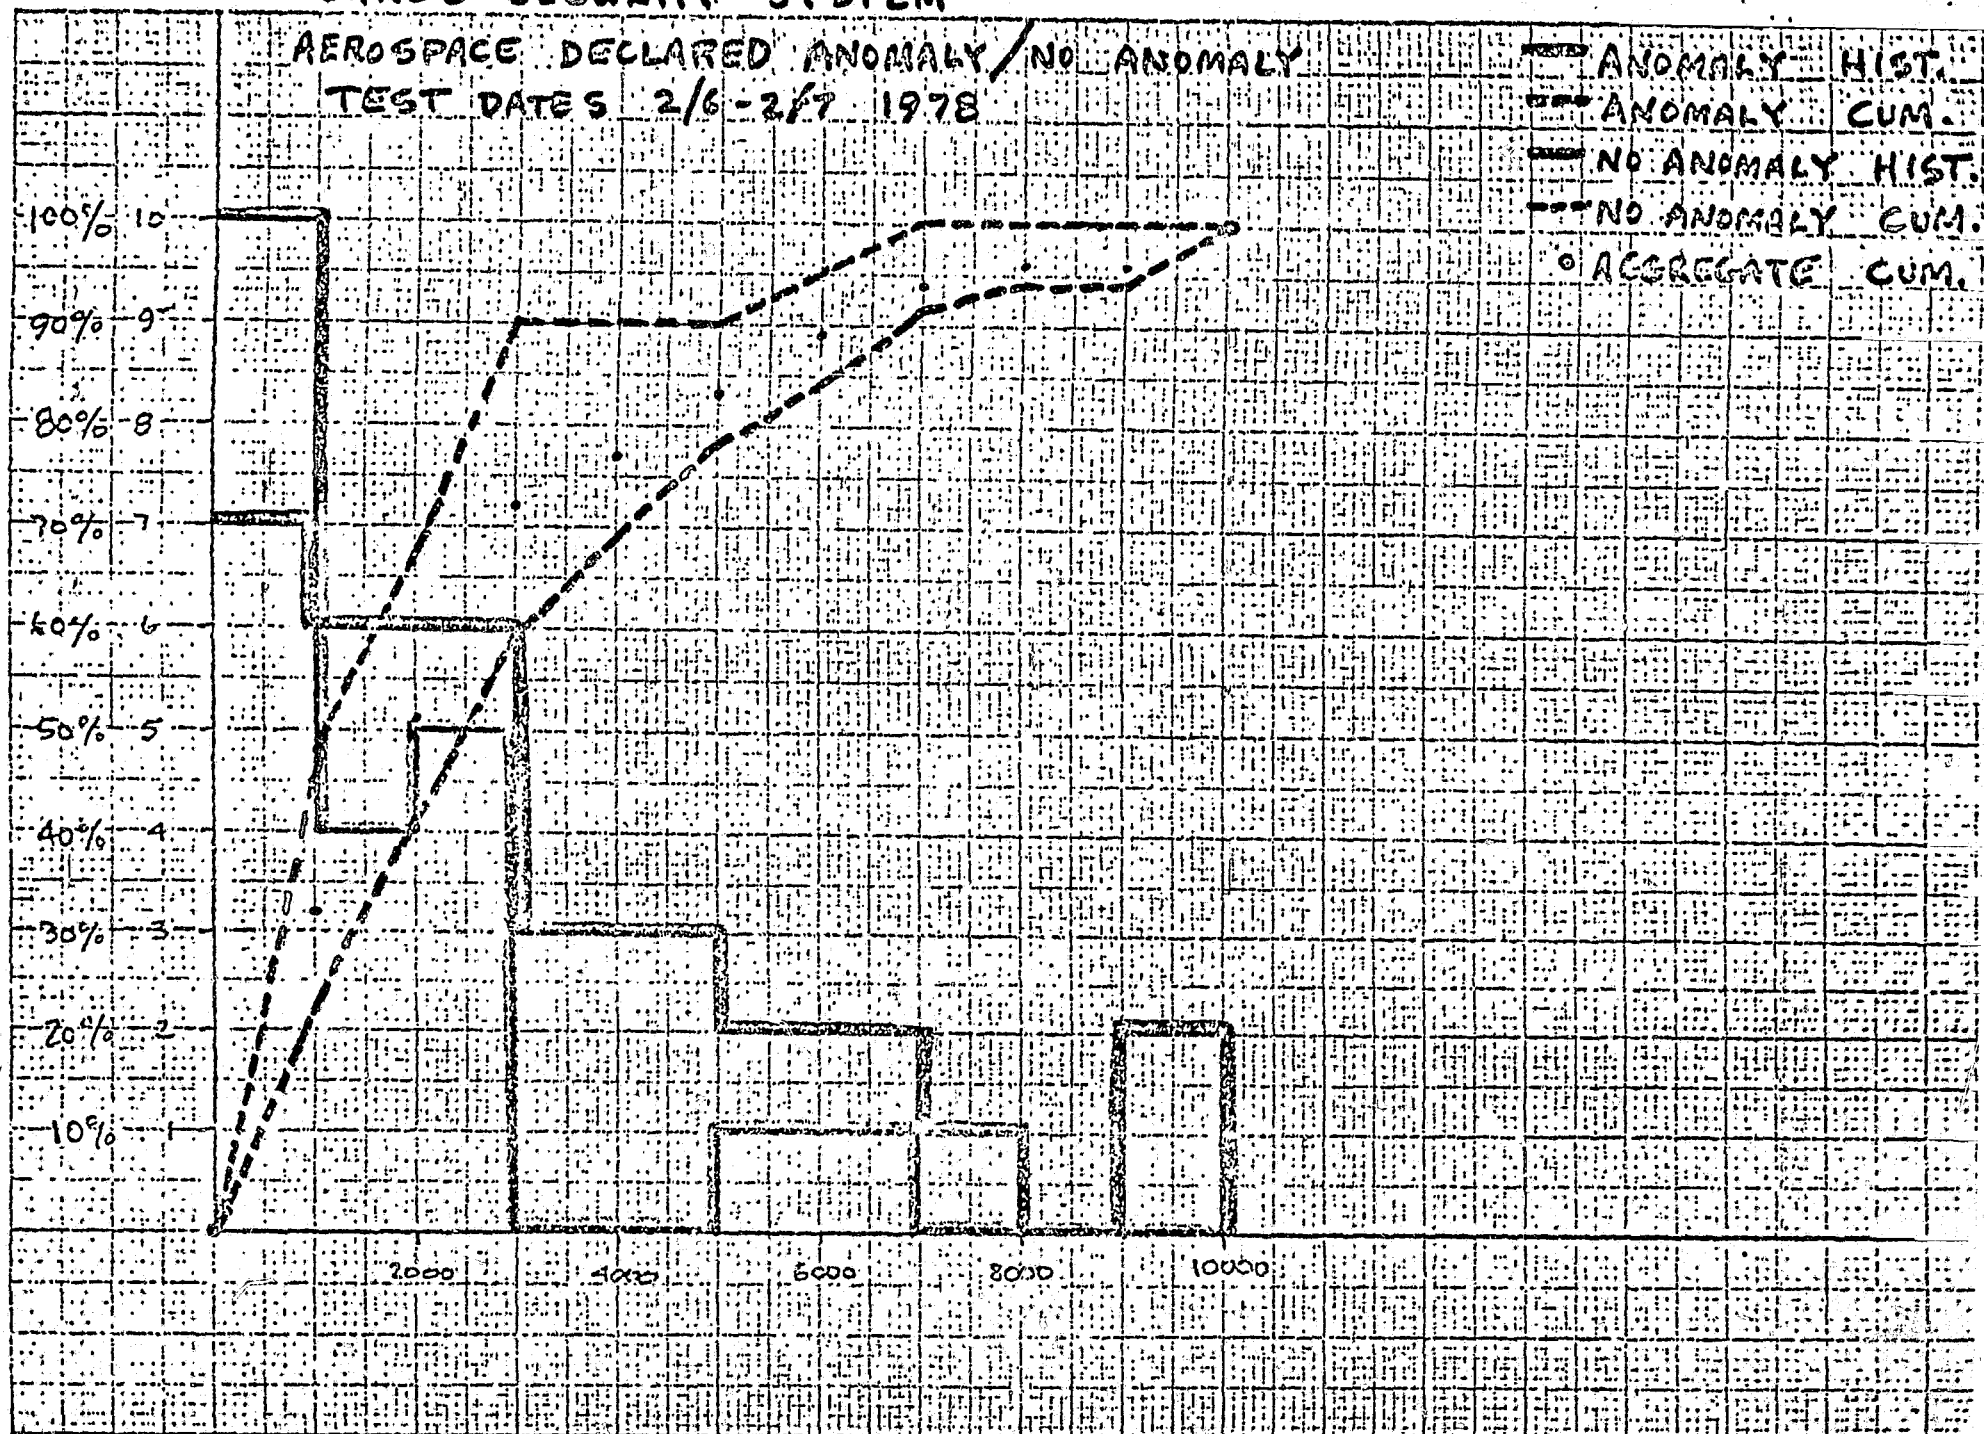 SECURITY SYSTEM
AEROSPACE DECLARED ANOMALY/NO ANOMALY
TEST DATES 2/6-2/7 1978
ANOMALY HIST.
ANOMALY CUM.
NO ANOMALY HIST.
NO ANOMALY CUM.
AGGREGATE CUM.
100% 10
90% 9
80% 8
70% 7
60% 6
50% 5
40% 4
30% 3
20% 2
10% 1
2000 4000 6000 8000 10000